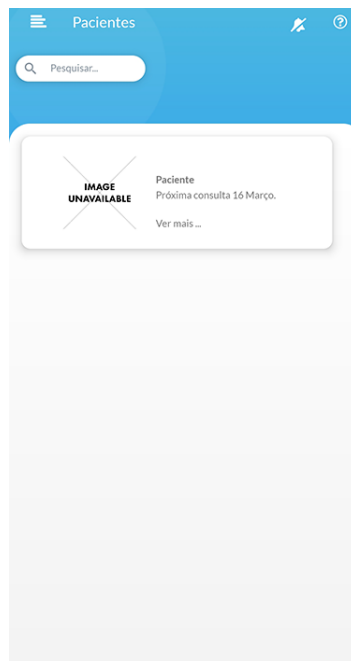 Pacientes
Pesquisar...
IMAGE
UNAVAILABLE
Paciente
Próxima consulta 16 Março.
Ver mais ...